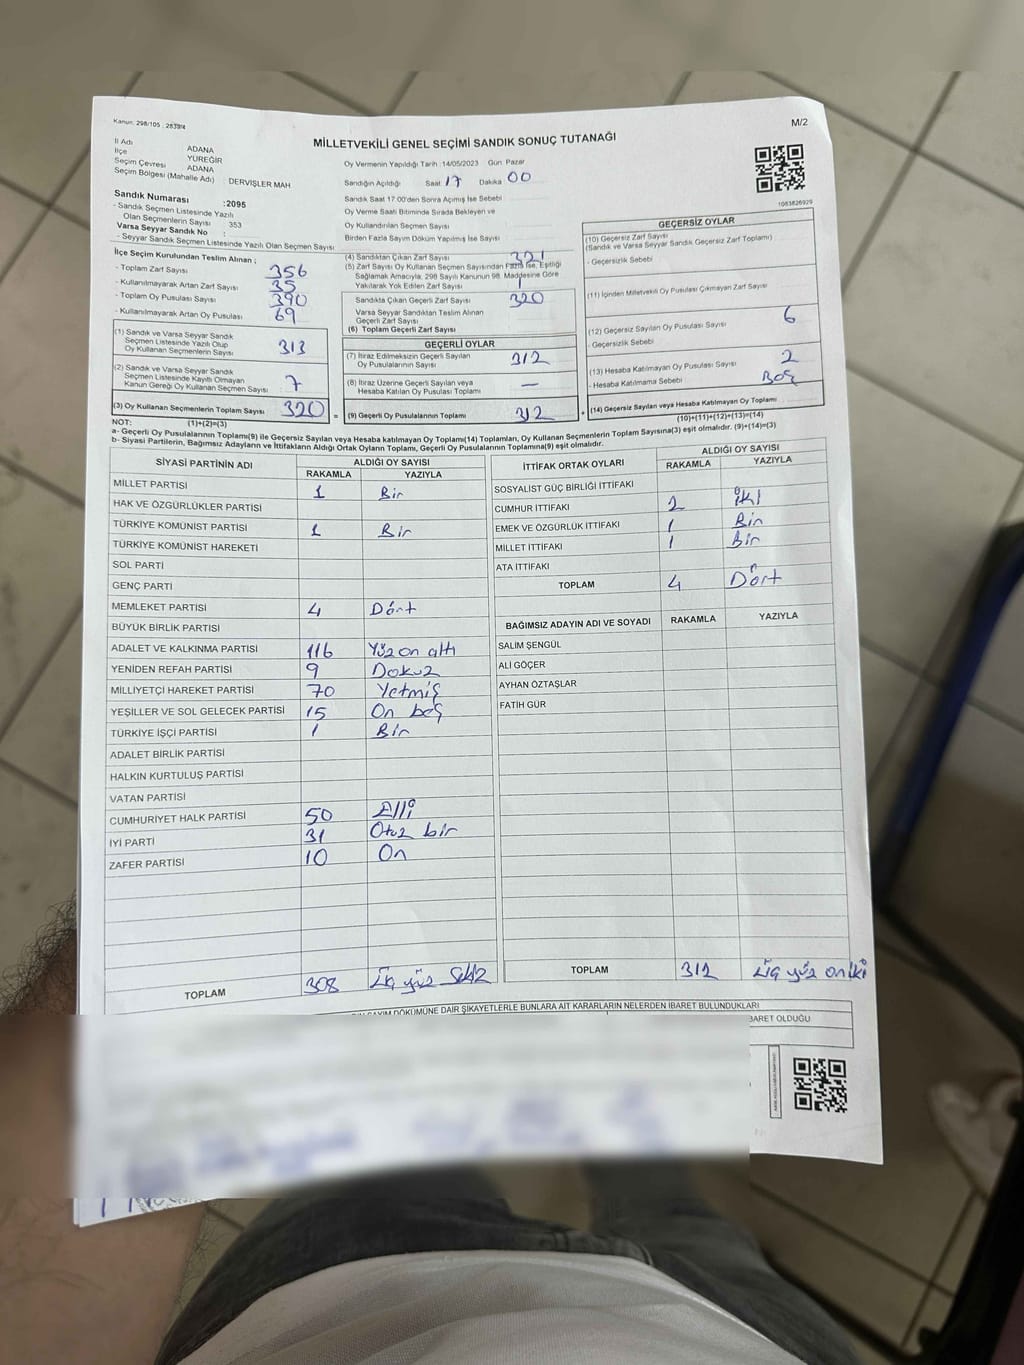 Kanun: 298/105 , 2839/4
M/2
MİLLETVEKİLİ GENEL SEÇİMİ SANDIK SONUÇ TUTANAĞI
İl Adı ADANA
İlçe YÜREĞİR
Seçim Çevresi ADANA
Seçim Bölgesi (Mahalle Adı) : DERVİŞLER MAH
Sandık Numarası :2095
- Sandık Seçmen Listesinde Yazılı
Olan Seçmenlerin Sayısı : 353
Varsa Seyyar Sandık No :
- Seyyar Sandık Seçmen Listesinde Yazılı Olan Seçmen Sayısı
Oy Vermenin Yapıldığı Tarih :14/05/2023 Gün Pazar
Sandığın Açıldığı Saat 17 Dakika 00
Sandık Saat 17:00'den Sonra Açılmış İse Sebebi
Oy Verme Saati Bitiminde Sırada Bekleyen ve
Oy Kullandırılan Seçmen Sayısı
Birden Fazla Sayım Döküm Yapılmış İse Sayısı
1083826929
İlçe Seçim Kurulundan Teslim Alınan ;
- Toplam Zarf Sayısı 356
- Kullanılmayarak Artan Zarf Sayısı 35
- Toplam Oy Pusulası Sayısı 390
- Kullanılmayarak Artan Oy Pusulası 69
(1) Sandık ve Varsa Seyyar Sandık
Seçmen Listesinde Yazılı Olup
Oy Kullanan Seçmenlerin Sayısı 313
(2) Sandık ve Varsa Seyyar Sandık
Seçmen Listesinde Kayıtlı Olmayan
Kanun Gereği Oy Kullanan Seçmen Sayısı 7
(3) Oy Kullanan Seçmenlerin Toplam Sayısı 320 =
(1)+(2)=(3)
(4) Sandıktan Çıkan Zarf Sayısı 321
(5) Zarf Sayısı Oy Kullanan Seçmen Sayısından Fazla İse, Eşitliği
Sağlamak Amacıyla, 298 Sayılı Kanunun 98. Maddesine Göre
Yakılarak Yok Edilen Zarf Sayısı 1
Sandıkta Çıkan Geçerli Zarf Sayısı 320
Varsa Seyyar Sandıktan Teslim Alınan
Geçerli Zarf Sayısı
(6) Toplam Geçerli Zarf Sayısı
GEÇERLİ OYLAR
(7) İtiraz Edilmeksizin Geçerli Sayılan
Oy Pusulalarının Sayısı 312
(8) İtiraz Üzerine Geçerli Sayılan veya
Hesaba Katılan Oy Pusulası Toplamı —
(9) Geçerli Oy Pusulalarının Toplamı 312 +
GEÇERSİZ OYLAR
(10) Geçersiz Zarf Sayısı
(Sandık ve Varsa Seyyar Sandık Geçersiz Zarf Toplamı)
- Geçersizlik Sebebi
(11) İçinden Milletvekili Oy Pusulası Çıkmayan Zarf Sayısı
(12) Geçersiz Sayılan Oy Pusulası Sayısı 6
- Geçersizlik Sebebi
(13) Hesaba Katılmayan Oy Pusulası Sayısı 2
- Hesaba Katılmama Sebebi Boş
(14) Geçersiz Sayılan veya Hesaba Katılmayan Oy Toplamı
(10)+(11)+(12)+(13)=(14)
NOT:
a- Geçerli Oy Pusulalarının Toplamı(9) ile Geçersiz Sayılan veya Hesaba katılmayan Oy Toplamı(14) Toplamları, Oy Kullanan Seçmenlerin Toplam Sayısına(3) eşit olmalıdır. (9)+(14)=(3)
b- Siyasi Partilerin, Bağımsız Adayların ve İttifakların Aldığı Ortak Oyların Toplamı, Geçerli Oy Pusulalarının Toplamına(9) eşit olmalıdır.
SİYASİ PARTİNİN ADI ALDIĞI OY SAYISI
RAKAMLA YAZIYLA
MİLLET PARTİSİ 1 Bir
HAK VE ÖZGÜRLÜKLER PARTİSİ
TÜRKİYE KOMÜNİST PARTİSİ 1 Bir
TÜRKİYE KOMÜNİST HAREKETİ
SOL PARTİ
GENÇ PARTİ
MEMLEKET PARTİSİ 4 Dört
BÜYÜK BİRLİK PARTİSİ
ADALET VE KALKINMA PARTİSİ 116 Yüz on altı
YENİDEN REFAH PARTİSİ 9 Dokuz
MİLLİYETÇİ HAREKET PARTİSİ 70 Yetmiş
YEŞİLLER VE SOL GELECEK PARTİSİ 15 On beş
TÜRKİYE İŞÇİ PARTİSİ 1 Bir
ADALET BİRLİK PARTİSİ
HALKIN KURTULUŞ PARTİSİ
VATAN PARTİSİ
CUMHURİYET HALK PARTİSİ 50 Elli
İYİ PARTİ 31 Otuz bir
ZAFER PARTİSİ 10 On
TOPLAM 308 Üç yüz Sekiz
İTTİFAK ORTAK OYLARI ALDIĞI OY SAYISI
RAKAMLA YAZIYLA
SOSYALİST GÜÇ BİRLİĞİ İTTİFAKI
CUMHUR İTTİFAKI 2 İki
EMEK VE ÖZGÜRLÜK İTTİFAKI 1 Bir
MİLLET İTTİFAKI 1 Bir
ATA İTTİFAKI
TOPLAM 4 Dört
BAĞIMSIZ ADAYIN ADI VE SOYADI RAKAMLA YAZIYLA
SALİM ŞENGÜL
ALİ GÖÇER
AYHAN ÖZTAŞLAR
FATİH GÜR
TOPLAM 312 Üç yüz on iki
SAYIM DÖKÜMÜNE DAİR ŞİKAYETLERLE BUNLARA AİT KARARLARIN NELERDEN İBARET BULUNDUKLARI
BARET OLDUĞU